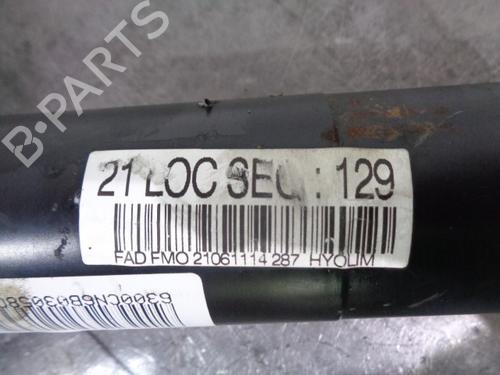 B-PARTS
21 LOC SEQ : 129
FAD FMO 21061114 287 HYOLIM